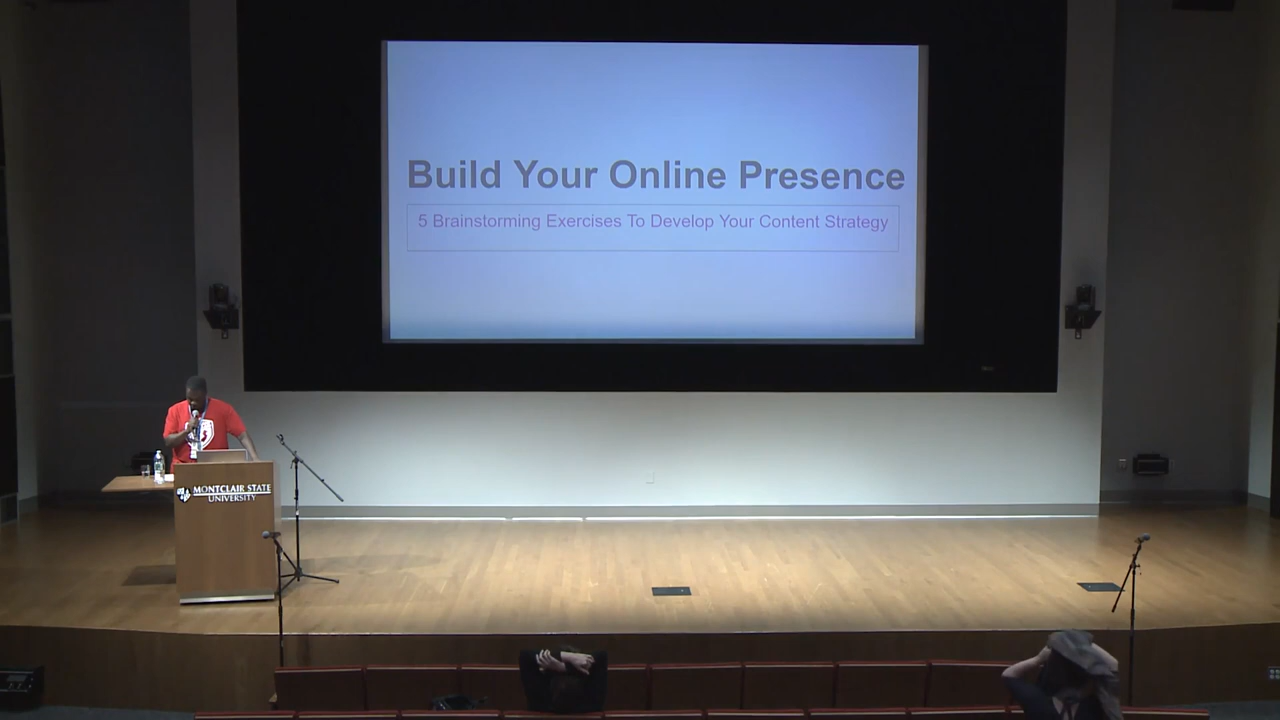 Build Your Online Presence
5 Brainstorming Exercises To Develop Your Content Strategy
MONTCLAIR STATE
UNIVERSITY